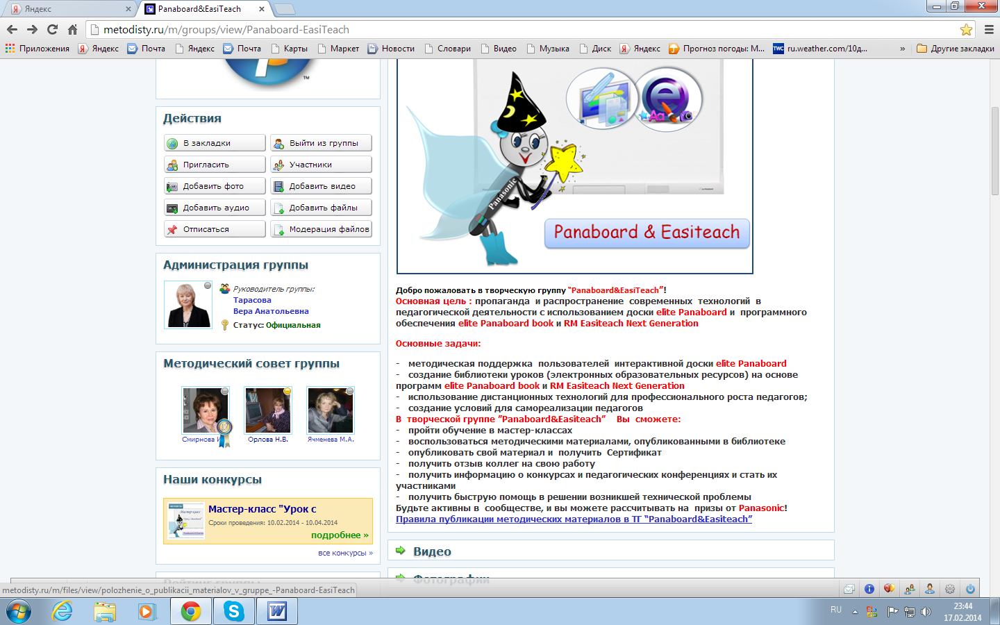 Яндекс
Panaboard&EasiTeach
metodisty.ru/m/groups/view/Panaboard-EasiTeach
Приложения Яндекс Почта Яндекс Почта Карты Маркет Новости Словари Видео Музыка Диск Яндекс Прогноз погоды: М... TWC ru.weather.com/10д... » Другие закладки
TM
Действия
В закладки Выйти из группы
Пригласить Участники
Добавить фото Добавить видео
Добавить аудио Добавить файлы
Отписаться Модерация файлов
Администрация группы
Руководитель группы:
Тарасова
Вера Анатольевна
Статус: Официальная
Методический совет группы
Смирнова И Орлова Н.В. Ячменева М.А.
Наши конкурсы
Мастер-класс "Урок с
Сроки проведения: 10.02.2014 - 10.04.2014
подробнее »
все конкурсы »
Рейтинг группы
Aa
Panasonic
Panaboard & Easiteach
Добро пожаловать в творческую группу “Panaboard&EasiTeach”!
Основная цель : пропаганда и распространение современных технологий в
педагогической деятельности с использованием доски elite Panaboard и программного
обеспечения elite Panaboard book и RM Easiteach Next Generation
Основные задачи:
- методическая поддержка пользователей интерактивной доски elite Panaboard
- создание библиотеки уроков (электронных образовательных ресурсов) на основе
программ elite Panaboard book и RM Easiteach Next Generation
- использование дистанционных технологий для профессионального роста педагогов;
- создание условий для самореализации педагогов
В творческой группе ”Panaboard&Easiteach” Вы сможете:
- пройти обучение в мастер-классах
- воспользоваться методическими материалами, опубликованными в библиотеке
- опубликовать свой материал и получить Сертификат
- получить отзыв коллег на свою работу
- получить информацию о конкурсах и педагогических конференциях и стать их
участниками
- получить быструю помощь в решении возникшей технической проблемы
Будьте активны в сообществе, и вы можете рассчитывать на призы от Panasonic!
Правила публикации методических материалов в ТГ “Panaboard&Easiteach”
Видео
Фотографии
metodisty.ru/m/files/view/polozhenie_o_publikacii_materialov_v_gruppe_-Panaboard-EasiTeach
RU
23:44
17.02.2014